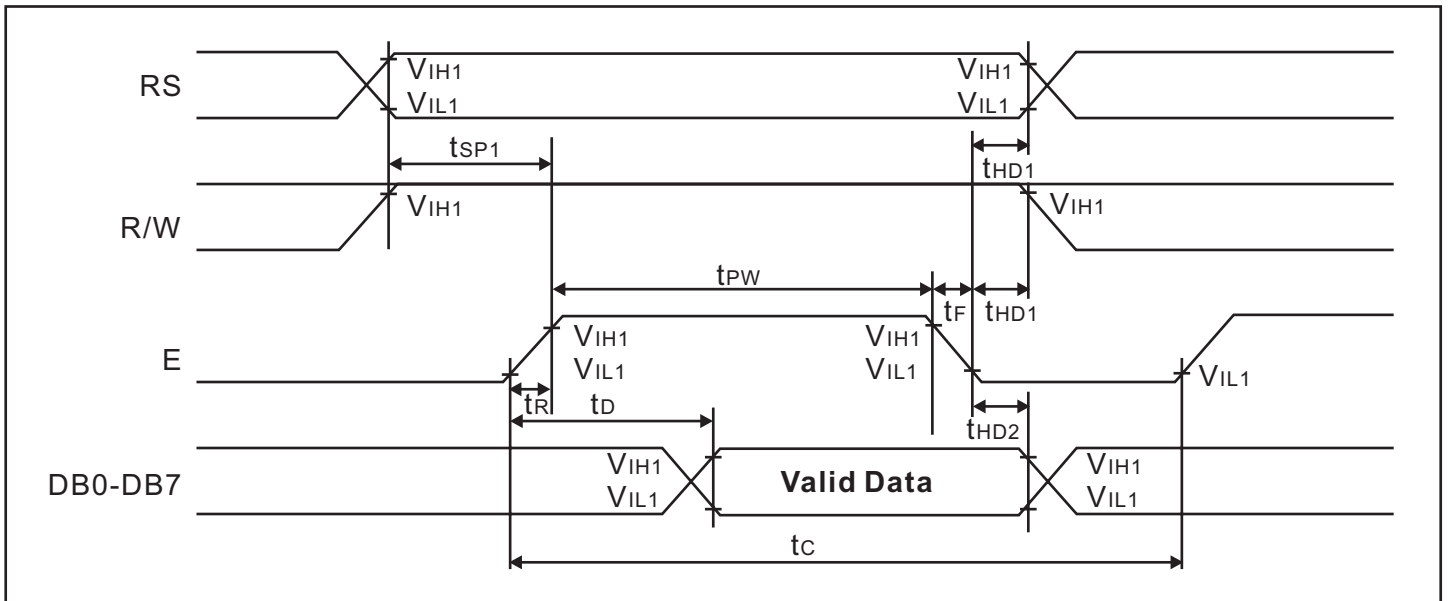 RS
VIH1
VIL1
VIH1
VIL1
tSP1
tHD1
R/W
VIH1
VIH1
tPW
tF
tHD1
E
VIH1
VIL1
VIH1
VIL1
VIL1
tR
tD
tHD2
DB0-DB7
VIH1
VIL1
Valid Data
VIH1
VIL1
tC